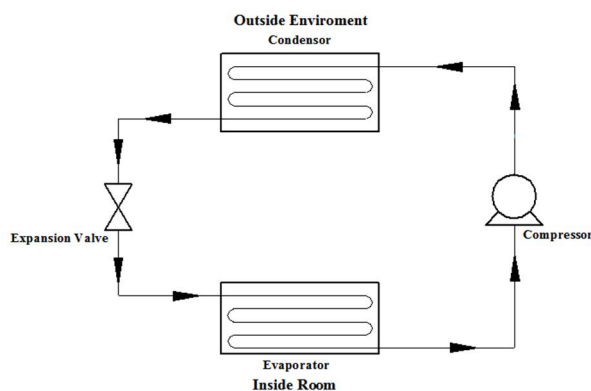 Outside Enviroment
Condensor
Expansion Valve
Compressor
Evaporator
Inside Room